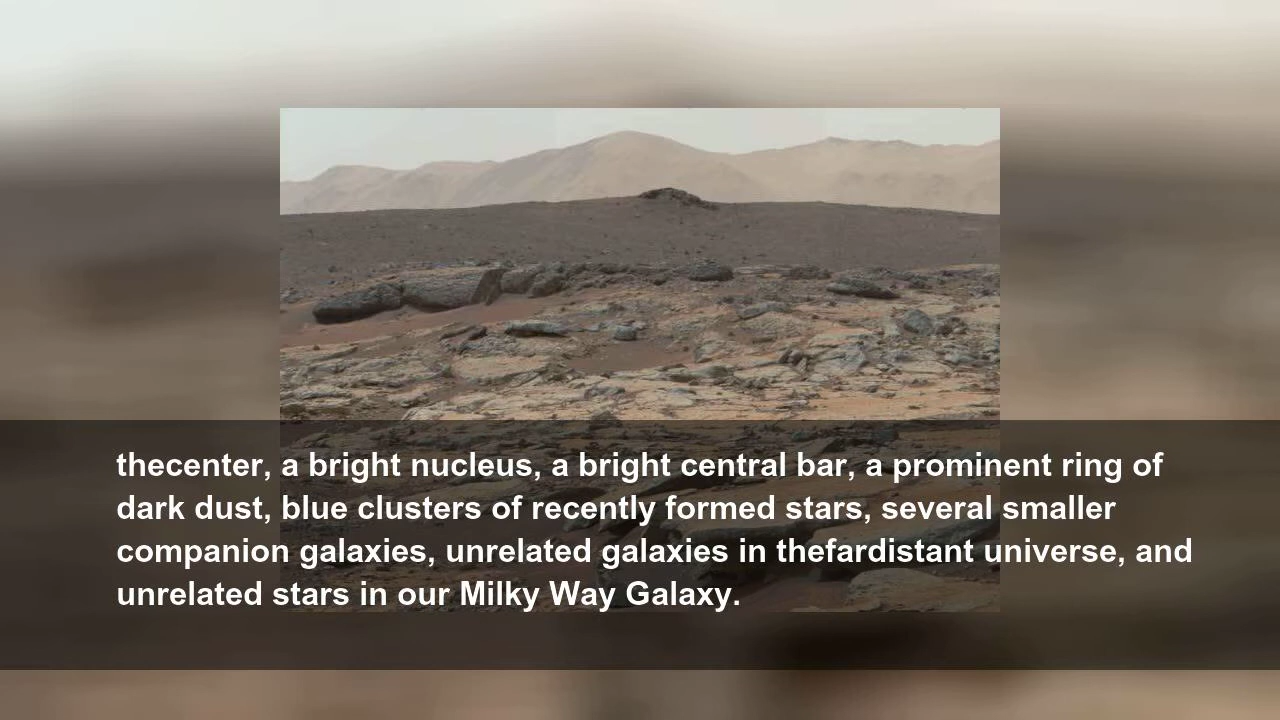 thecenter, a bright nucleus, a bright central bar, a prominent ring of
dark dust, blue clusters of recently formed stars, several smaller
companion galaxies, unrelated galaxies in thefardistant universe, and
unrelated stars in our Milky Way Galaxy.